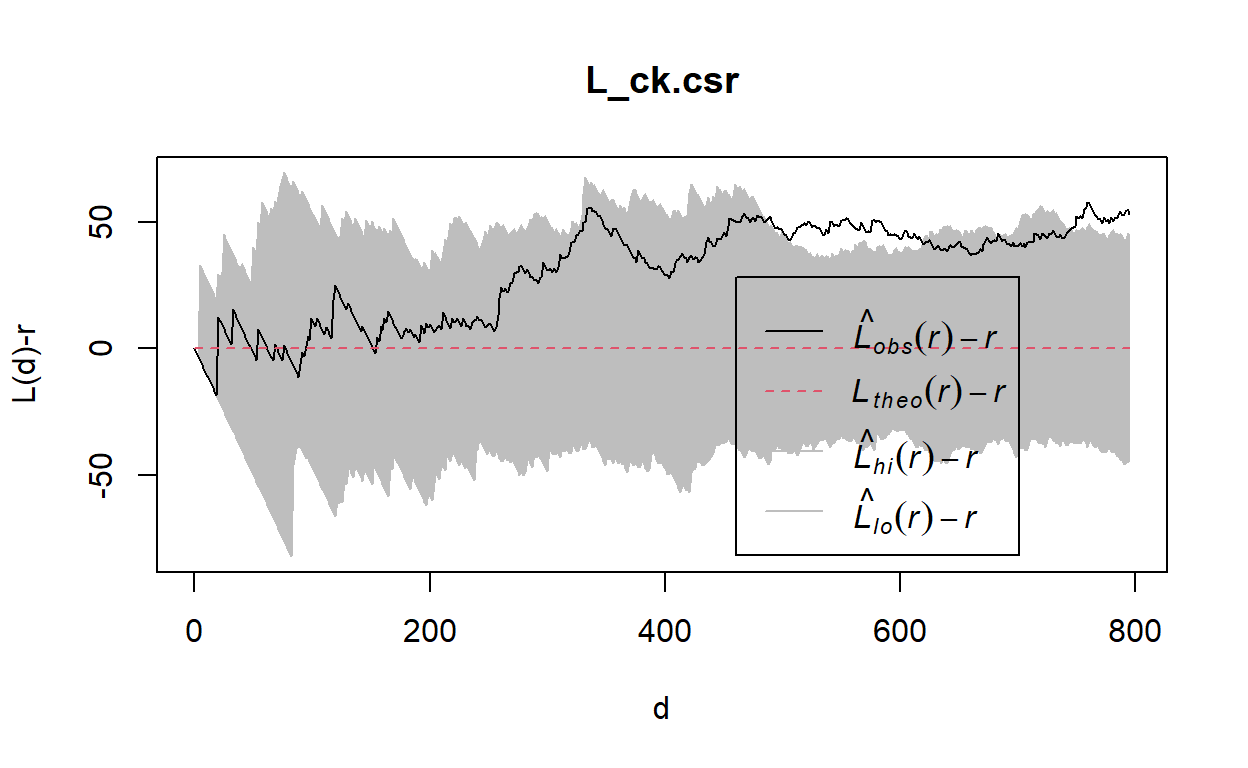 L_ck.csr
L(d)-r
50
0
-50
L̂obs(r) – r
Ltheo(r) – r
L̂hi(r) – r
L̂lo(r) – r
0 200 400 600 800
d